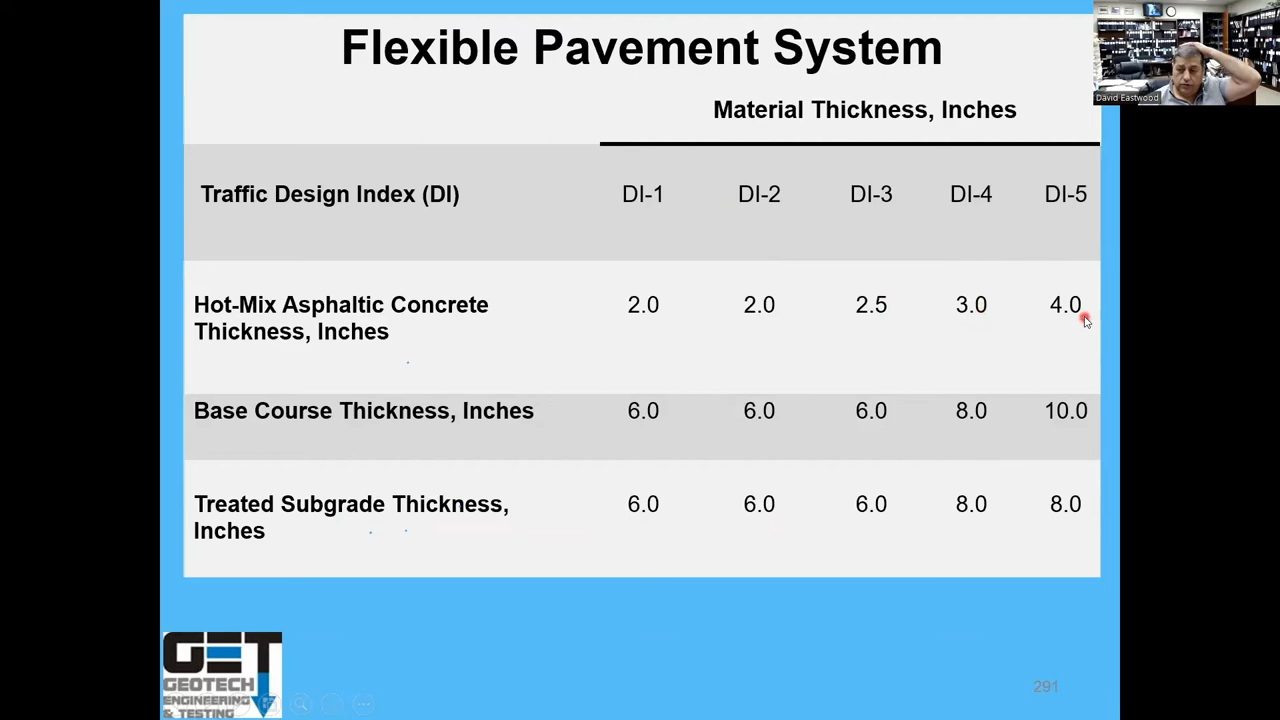 Flexible Pavement System
David Eastwood
Material Thickness, Inches
Traffic Design Index (DI) DI-1 DI-2 DI-3 DI-4 DI-5
Hot-Mix Asphaltic Concrete 2.0 2.0 2.5 3.0 4.0
Thickness, Inches
Base Course Thickness, Inches 6.0 6.0 6.0 8.0 10.0
Treated Subgrade Thickness, 6.0 6.0 6.0 8.0 8.0
Inches
GET
GEOTECH
ENGINEERING
& TESTING
291